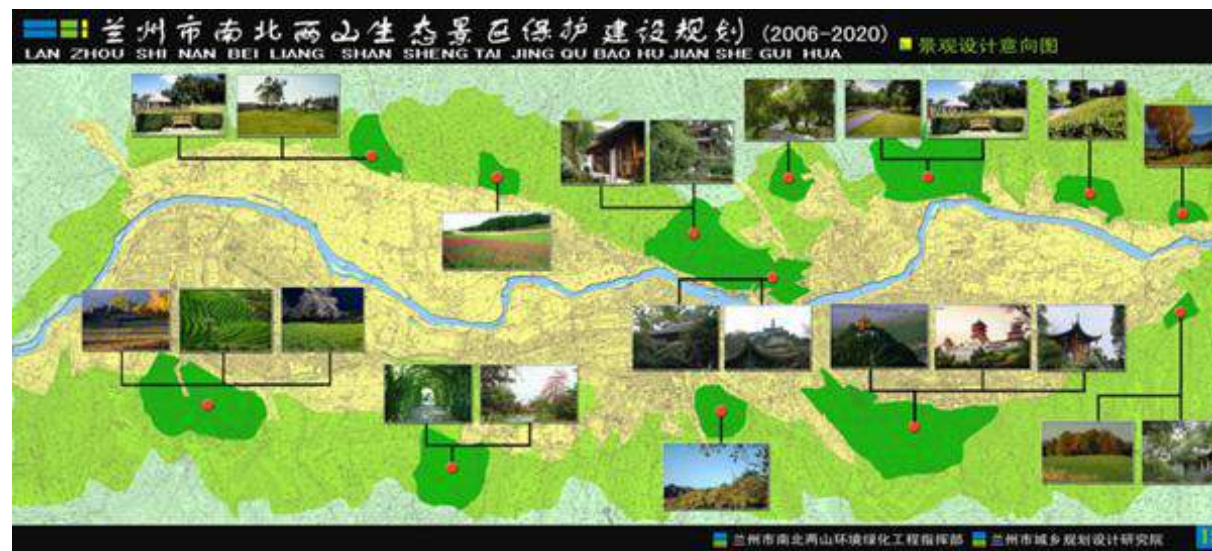 兰州市南北两山生态景区保护建设规划 (2006-2020) 景观设计意向图
LAN ZHOU SHI NAN BEI LIANG SHAN SHENG TAI JING QU BAO HU JIAN SHE GUI HUA
兰州市南北两山环境绿化工程指挥部 兰州市城乡规划设计研究院